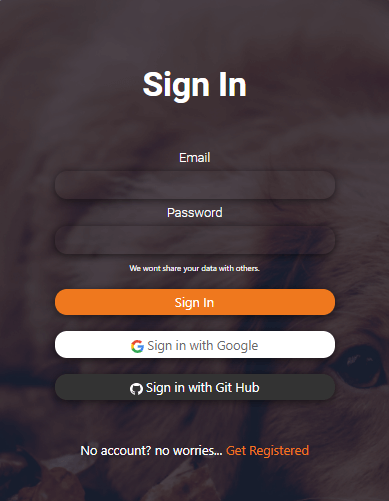 Sign In
Email
Password
We wont share your data with others.
Sign In
Sign in with Google
Sign in with Git Hub
No account? no worries... Get Registered